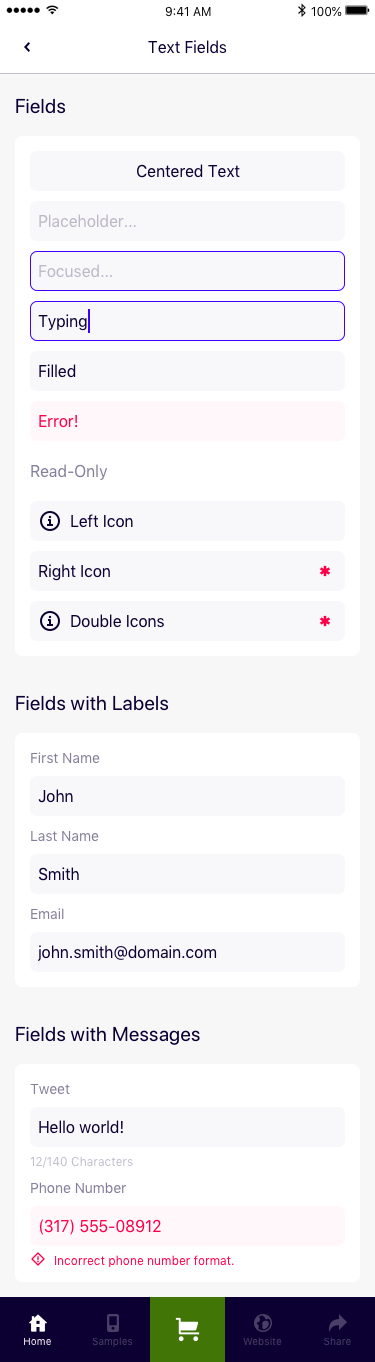 9:41 AM
100%
Text Fields
Fields
Centered Text
Placeholder...
Focused...
Typing
Filled
Error!
Read-Only
Left Icon
Right Icon
Double Icons
Fields with Labels
First Name
John
Last Name
Smith
Email
john.smith@domain.com
Fields with Messages
Tweet
Hello world!
12/140 Characters
Phone Number
(317) 555-08912
Incorrect phone number format.
Home
Samples
Website
Share